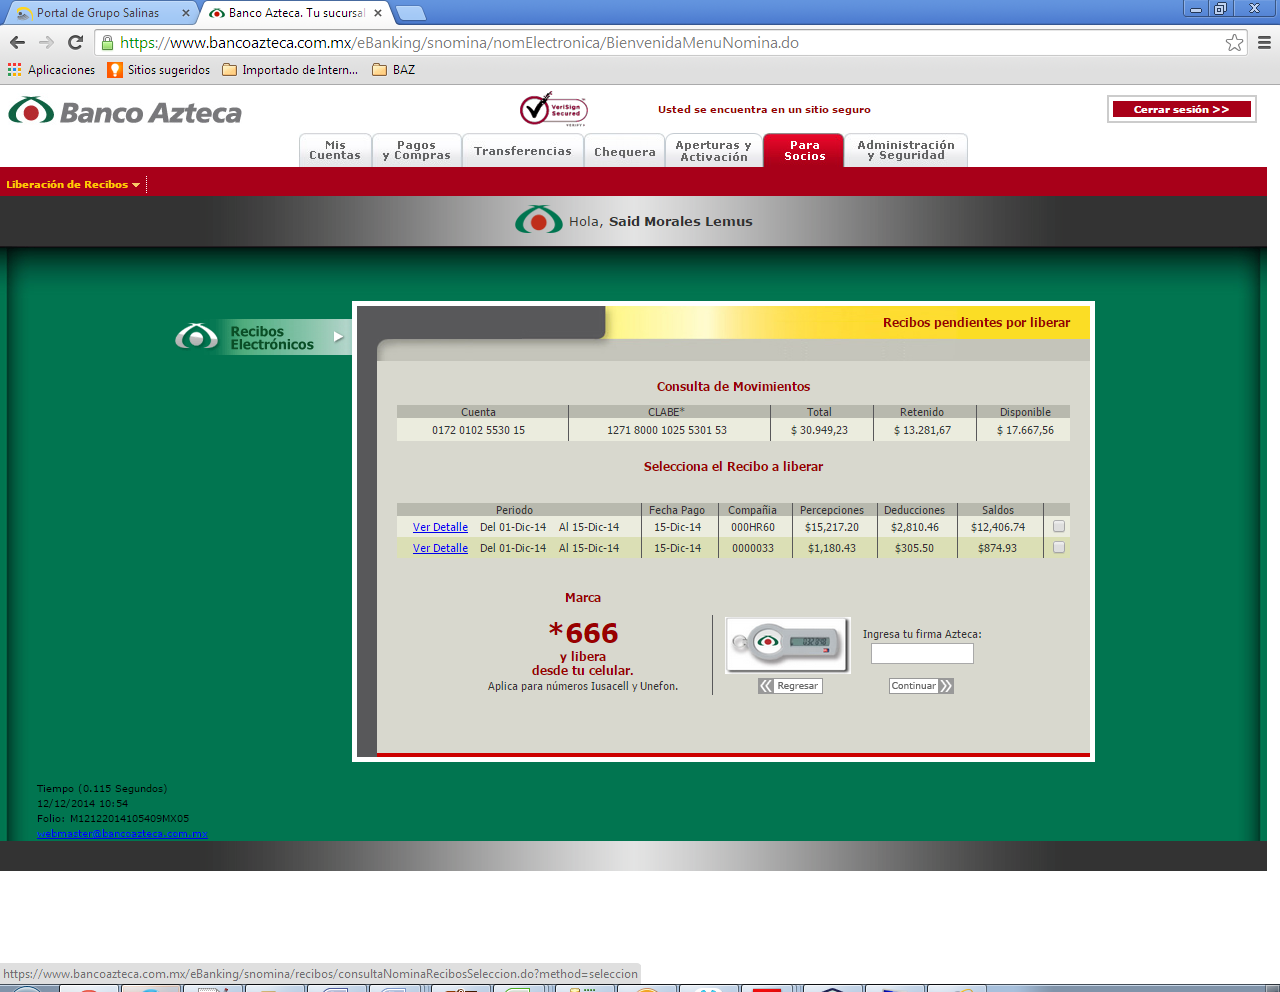 Portal de Grupo Salinas
Banco Azteca. Tu sucursal
https://www.bancoazteca.com.mx/eBanking/snomina/nomElectronica/BienvenidaMenuNomina.do
Aplicaciones Sitios sugeridos Importado de Intern... BAZ
Banco Azteca
VeriSign Secured
VERIFY
Usted se encuentra en un sitio seguro
Cerrar sesión >>
Mis Cuentas
Pagos y Compras
Transferencias
Chequera
Aperturas y Activación
Para Socios
Administración y Seguridad
Liberación de Recibos
Hola, Said Morales Lemus
Recibos Electrónicos
Recibos pendientes por liberar
Consulta de Movimientos
Cuenta CLABE* Total Retenido Disponible
0172 0102 5530 15 1271 8000 1025 5301 53 $ 30.949,23 $ 13.281,67 $ 17.667,56
Selecciona el Recibo a liberar
Periodo Fecha Pago Compañia Percepciones Deducciones Saldos
Ver Detalle Del 01-Dic-14 Al 15-Dic-14 15-Dic-14 000HR60 $15,217.20 $2,810.46 $12,406.74
Ver Detalle Del 01-Dic-14 Al 15-Dic-14 15-Dic-14 0000033 $1,180.43 $305.50 $874.93
Marca
*666
y libera
desde tu celular.
Aplica para números Iusacell y Unefon.
Ingresa tu firma Azteca:
Regresar
Continuar
Tiempo (0.115 Segundos)
12/12/2014 10:54
Folio: M12122014105409MX05
webmaster@bancoazteca.com.mx
https://www.bancoazteca.com.mx/eBanking/snomina/recibos/consultaNominaRecibosSeleccion.do?method=seleccion